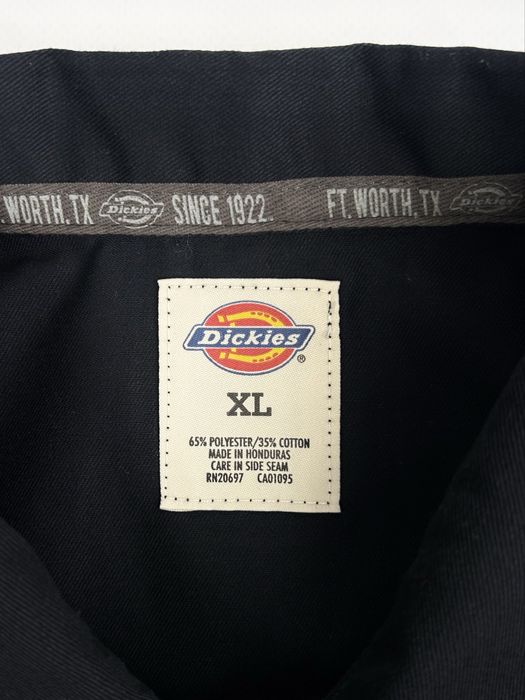 . WORTH, TX Dickies SINCE 1922. FT. WORTH, TX Dickies
Dickies®
XL
65% POLYESTER/35% COTTON
MADE IN HONDURAS
CARE IN SIDE SEAM
RN20697 CA01095